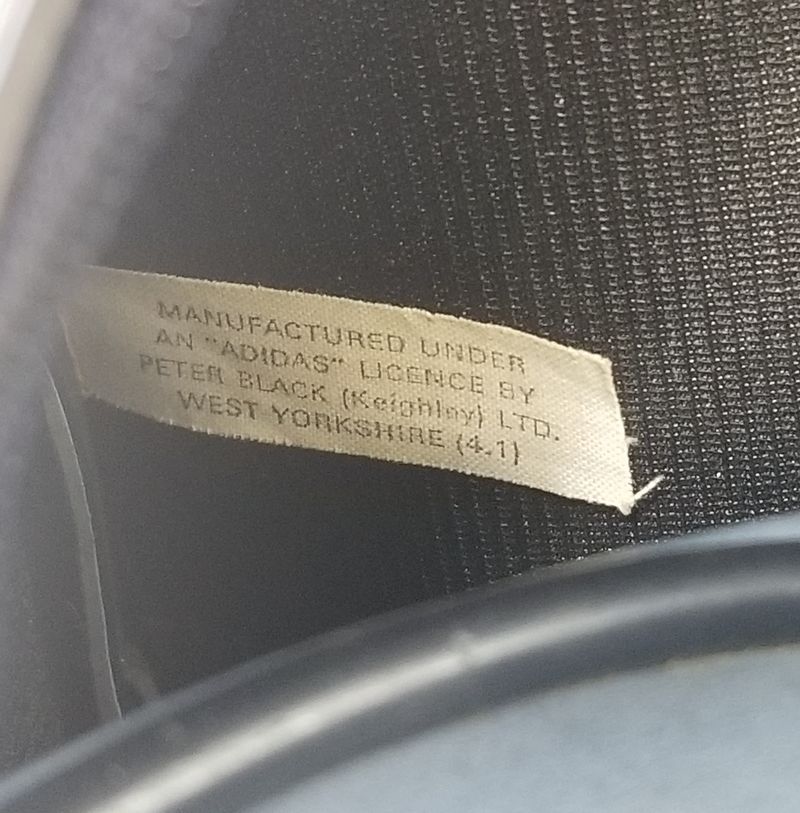 MANUFACTURED UNDER
AN "ADIDAS" LICENCE BY
PETER BLACK (Keighley) LTD.
WEST YORKSHIRE (4.1)